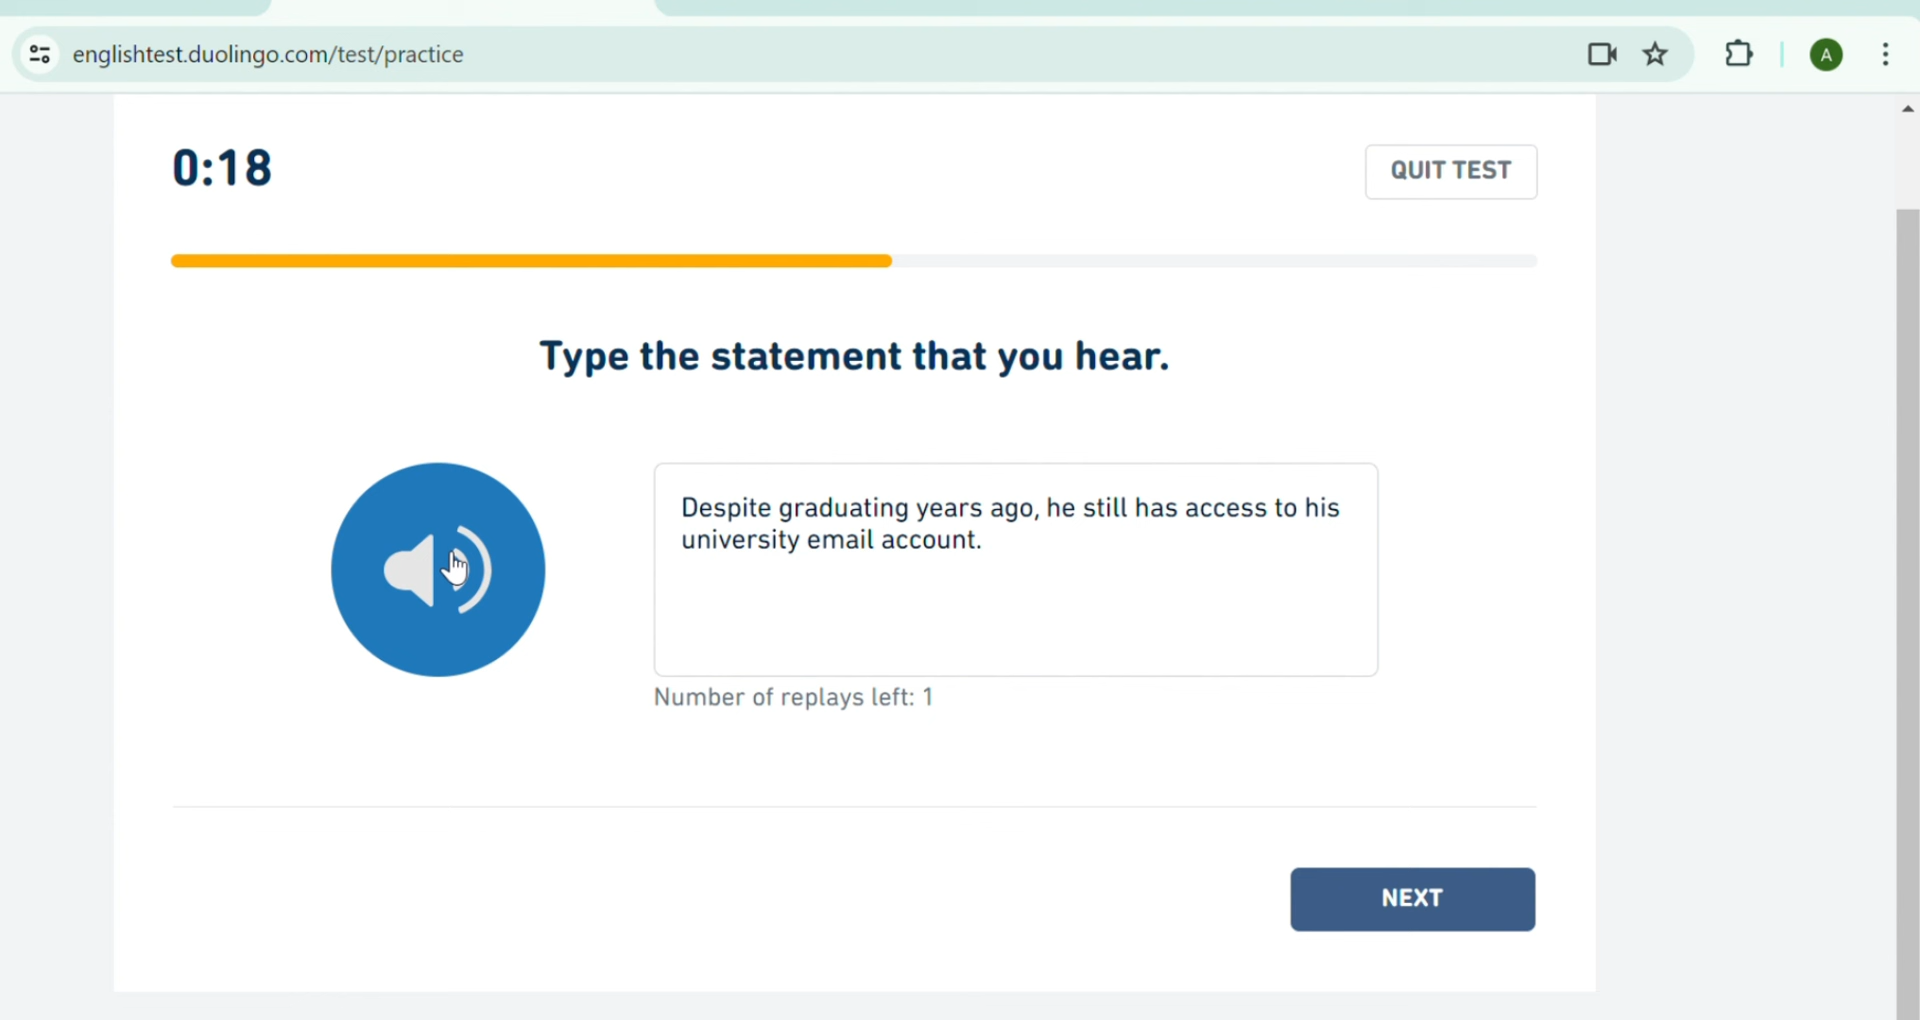 englishtest.duolingo.com/test/practice
A
0:18
QUIT TEST
Type the statement that you hear.
Despite graduating years ago, he still has access to his
university email account.
Number of replays left: 1
NEXT